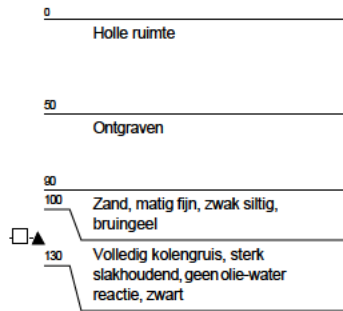 0
Holle ruimte
50
Ontgraven
90
100
Zand, matig fijn, zwak siltig,
bruingeel
130
Volledig kolengruis, sterk
slakhoudend, geen olie-water
reactie, zwart